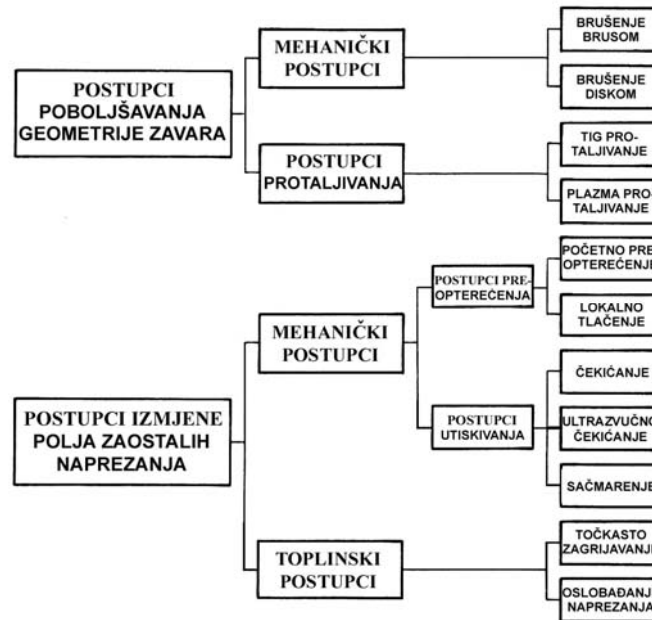 POSTUPCI
POBOLJŠAVANJA
GEOMETRIJE ZAVARA
MEHANIČKI
POSTUPCI
BRUŠENJE
BRUSOM
BRUŠENJE
DISKOM
POSTUPCI
PROTALJIVANJA
TIG PRO-
TALJIVANJE
PLAZMA PRO-
TALJIVANJE
POSTUPCI IZMJENE
POLJA ZAOSTALIH
NAPREZANJA
MEHANIČKI
POSTUPCI
POSTUPCI PRE-
OPTEREĆENJA
POČETNO PRE-
OPTEREĆENJE
LOKALNO
TLAČENJE
POSTUPCI
UTISKIVANJA
ČEKIĆANJE
ULTRAZVUČNO
ČEKIĆANJE
SAČMARENJE
TOPLINSKI
POSTUPCI
TOČKASTO
ZAGRIJAVANJE
OSLOBAĐANJE
NAPREZANJA